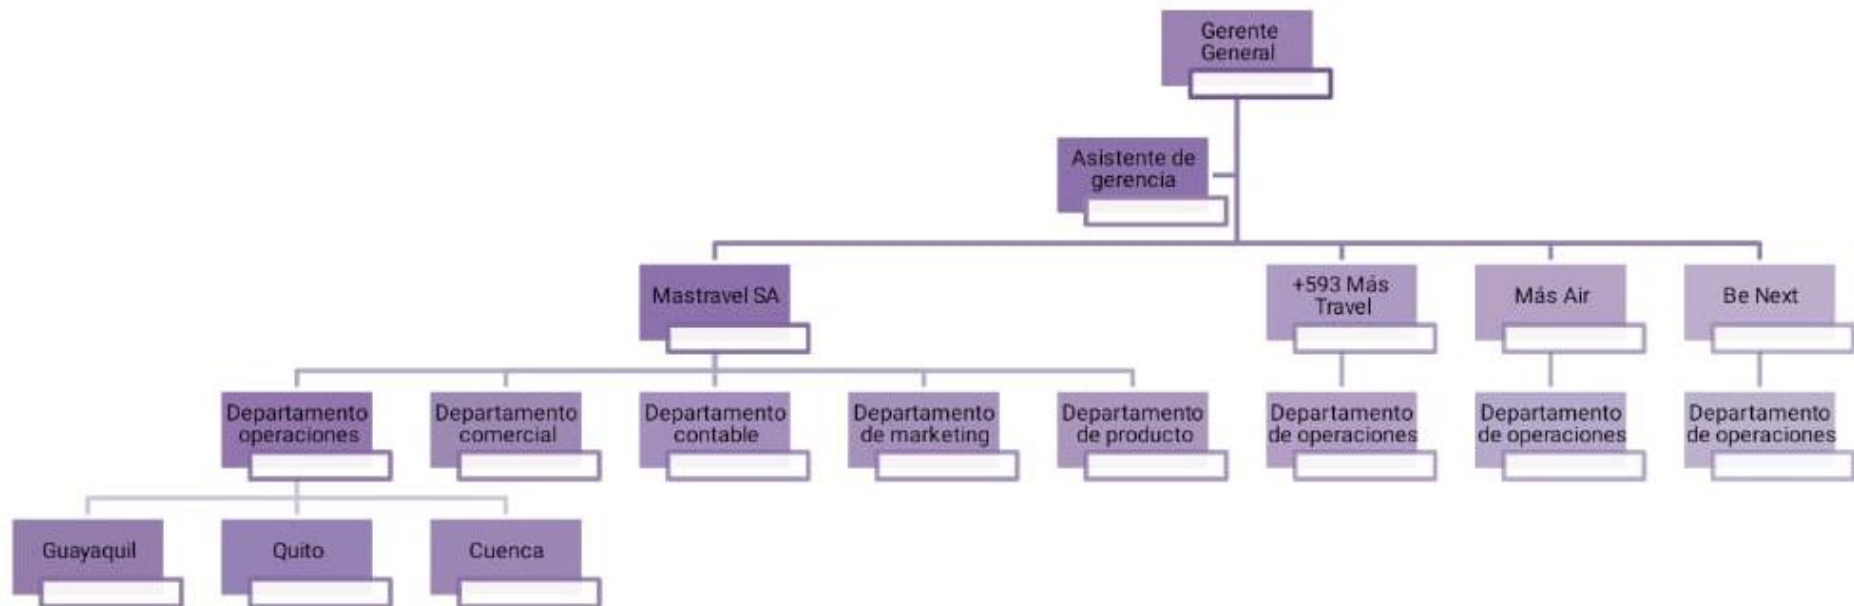 Gerente
General
Asistente de
gerencia
Mastravel SA
+593 Más
Travel
Más Air
Be Next
Departamento
operaciones
Departamento
comercial
Departamento
contable
Departamento
de marketing
Departamento
de producto
Departamento
de operaciones
Departamento
de operaciones
Departamento
de operaciones
Guayaquil
Quito
Cuenca